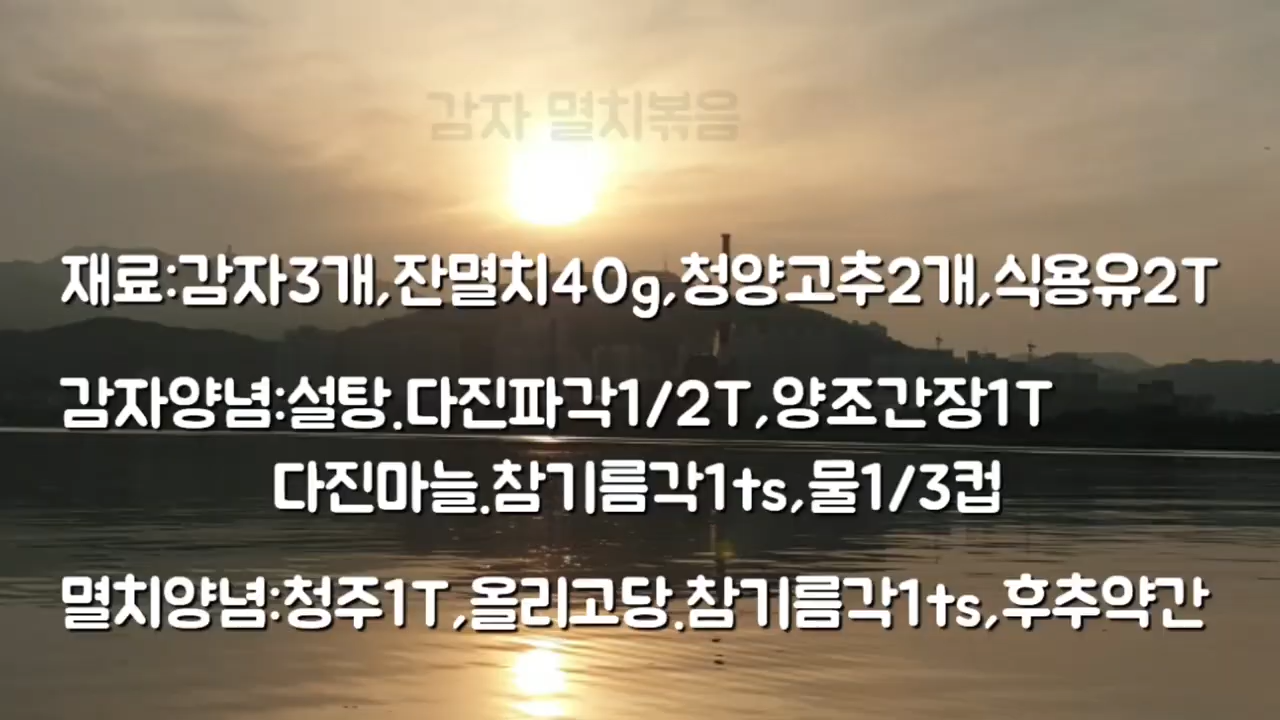 감자 멸치볶음
재료:감자3개,잔멸치40g,청양고추2개,식용유2T
감자양념:설탕.다진파각1/2T,양조간장1T
다진마늘.참기름각1ts,물1/3컵
멸치양념:청주1T,올리고당.참기름각1ts,후추약간